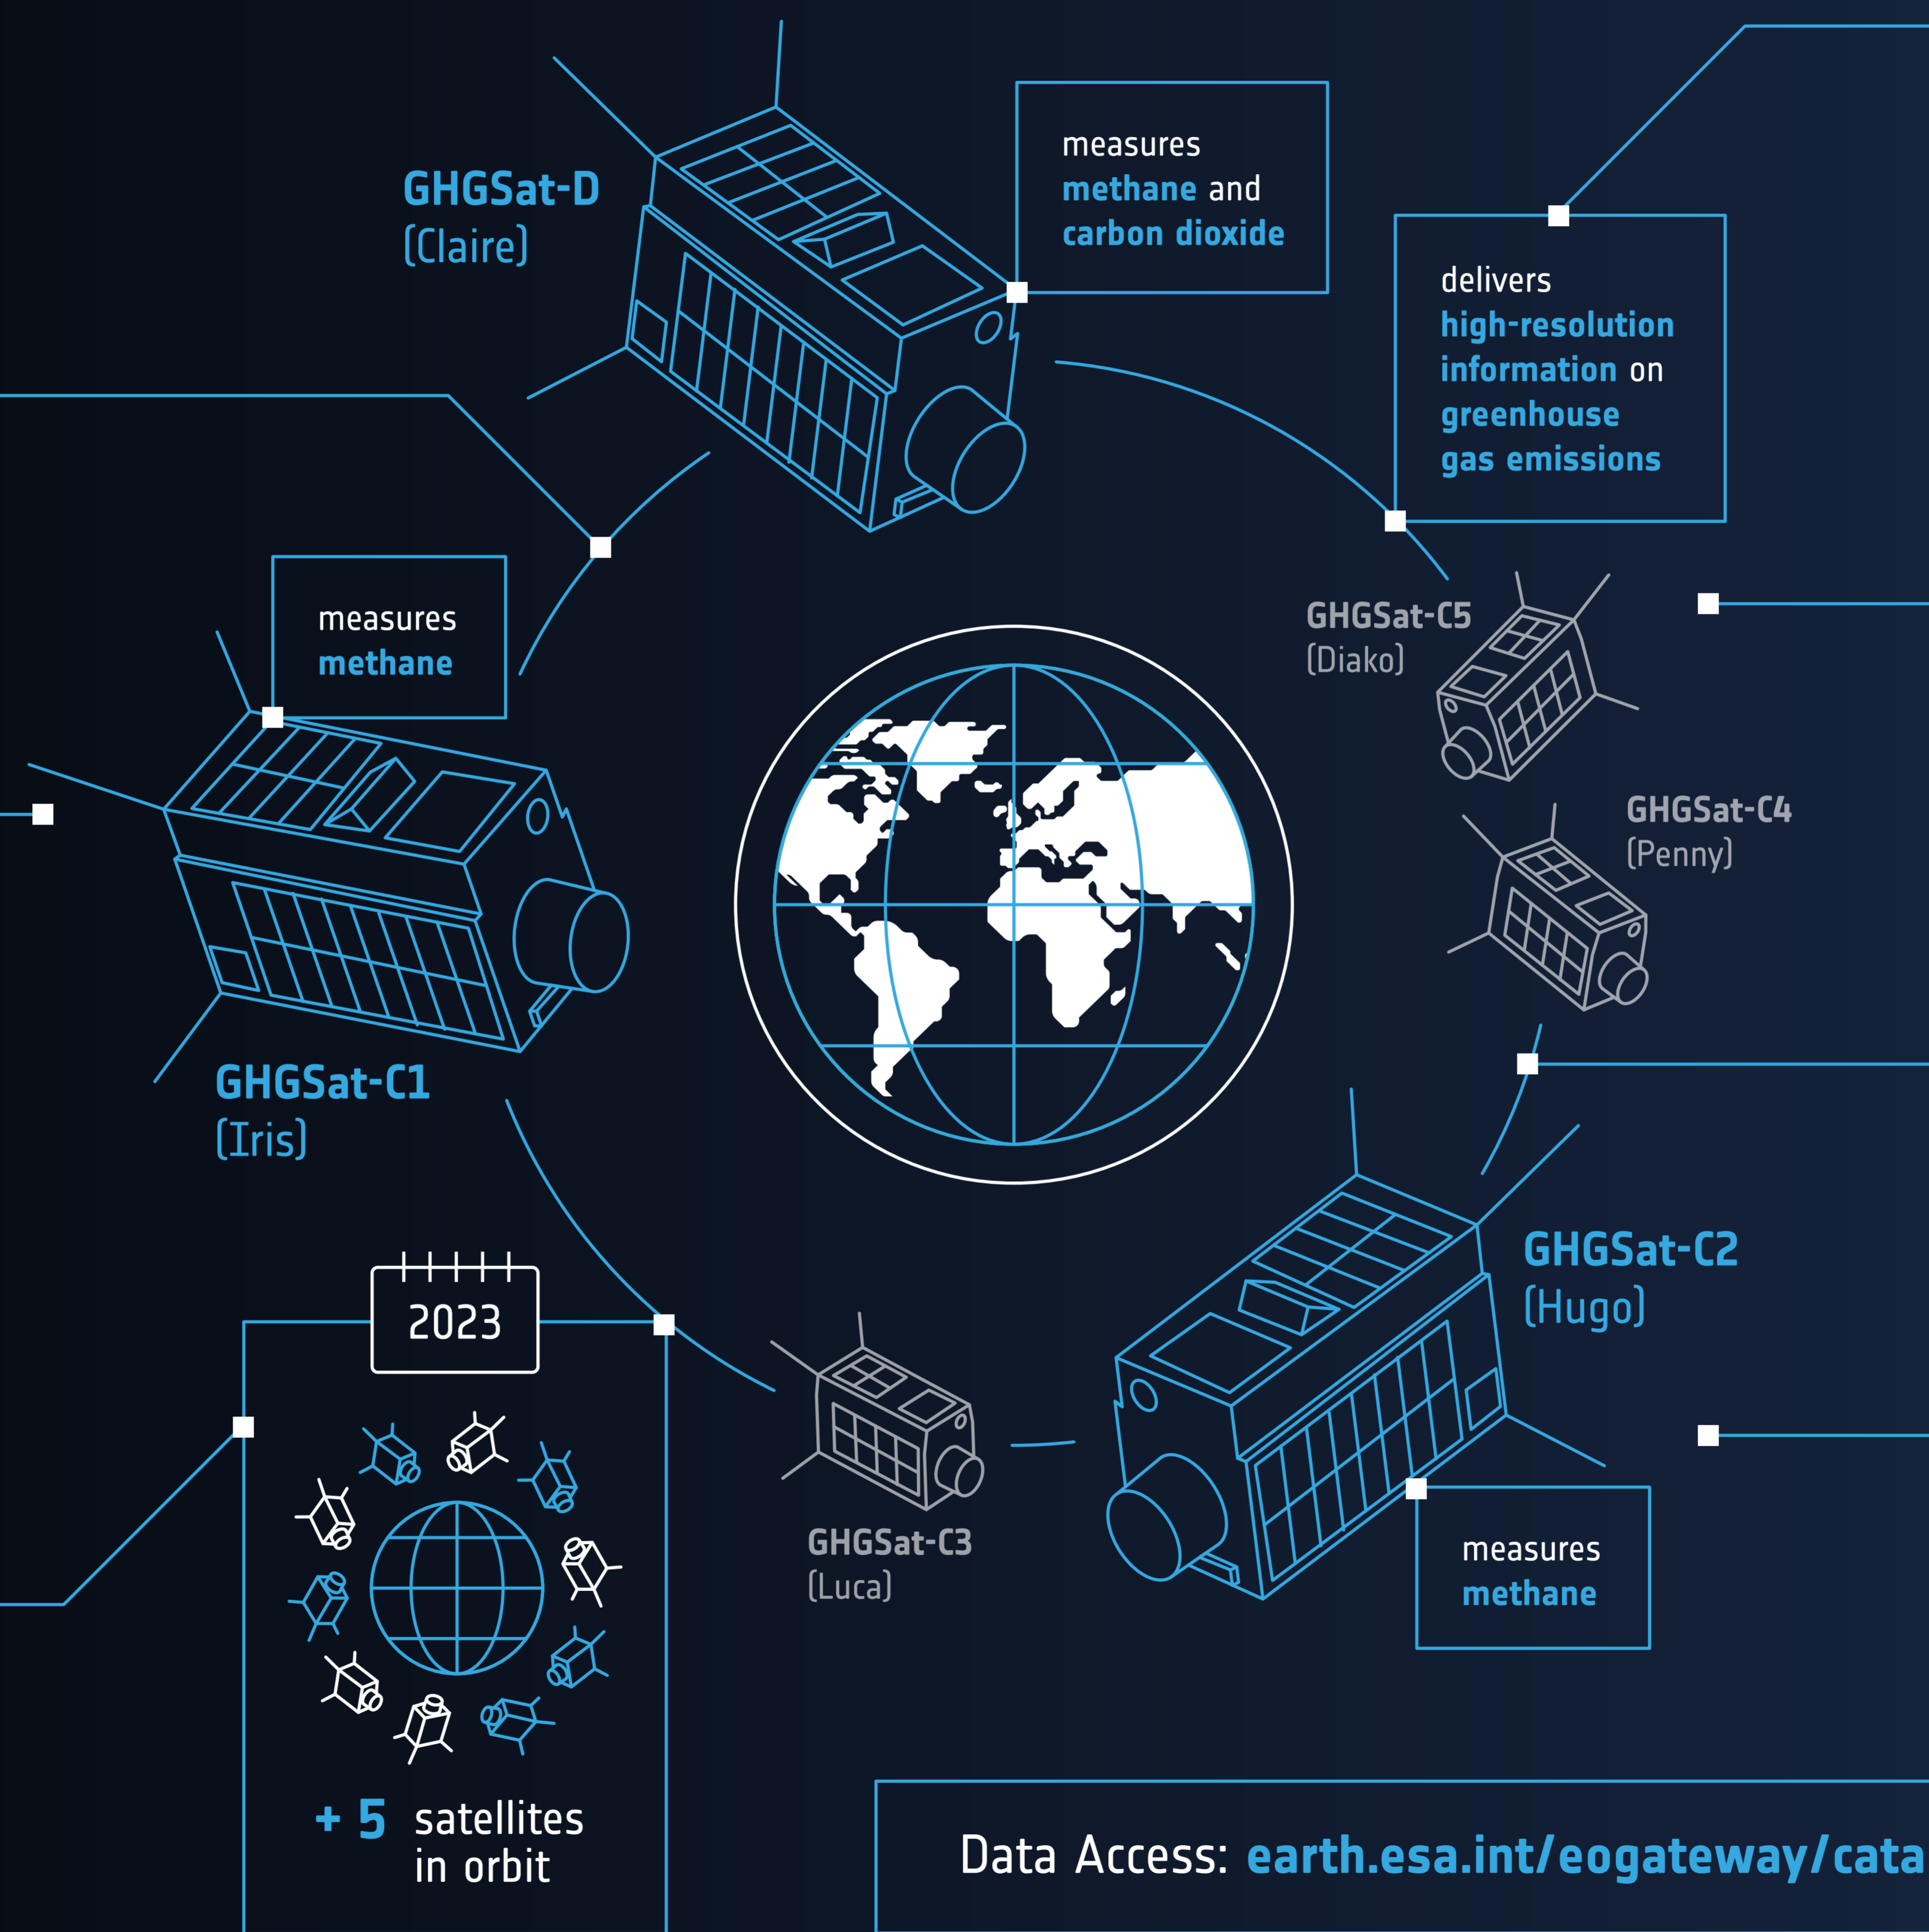 GHGSat-D
(Claire)
measures
methane and
carbon dioxide
delivers
high-resolution
information on
greenhouse
gas emissions
measures
methane
GHGSat-C5
(Diako)
GHGSat-C4
(Penny)
GHGSat-C1
(Iris)
GHGSat-C2
(Hugo)
2023
GHGSat-C3
(Luca)
measures
methane
+ 5 satellites
in orbit
Data Access: earth.esa.int/eogateway/cata